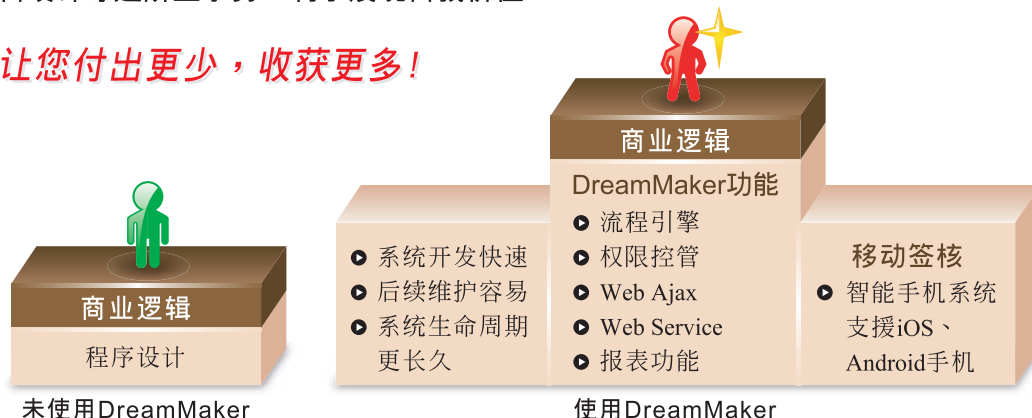 让您付出更少，收获更多！
商业逻辑
程序设计
未使用DreamMaker
系统开发快速
后续维护容易
系统生命周期
更长久
商业逻辑
DreamMaker功能
流程引擎
权限控管
Web Ajax
Web Service
报表功能
移动签核
智能手机系统
支援iOS、
Android手机
使用DreamMaker